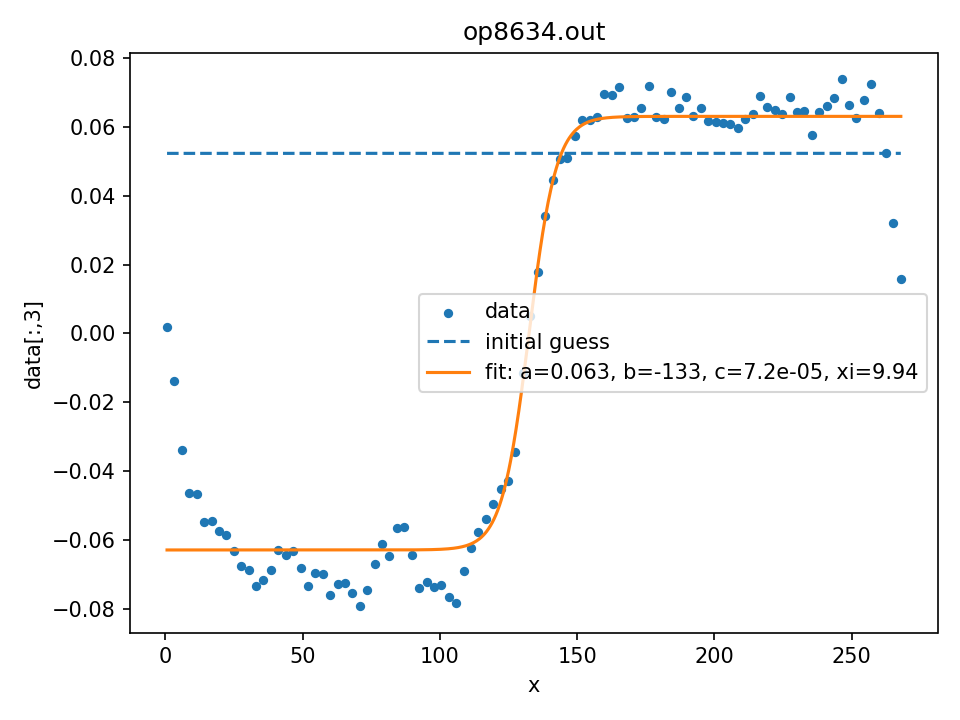 op8634.out
0.08
0.06
0.04
0.02
0.00
−0.02
−0.04
−0.06
−0.08
data[:,3]
data
initial guess
fit: a=0.063, b=-133, c=7.2e-05, xi=9.94
0 50 100 150 200 250
x